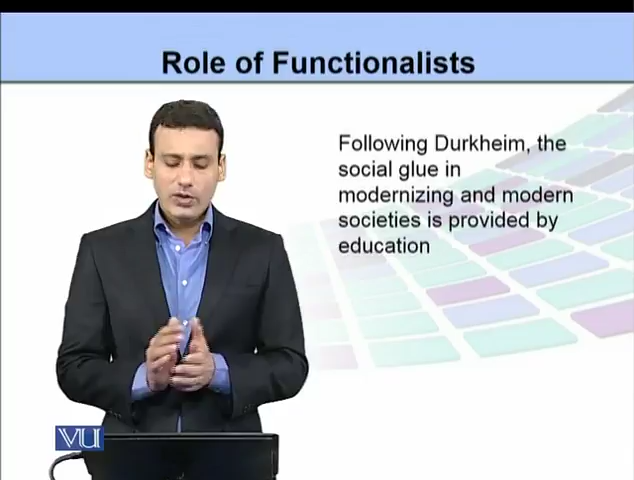 Role of Functionalists
Following Durkheim, the
social glue in
modernizing and modern
societies is provided by
education
VU